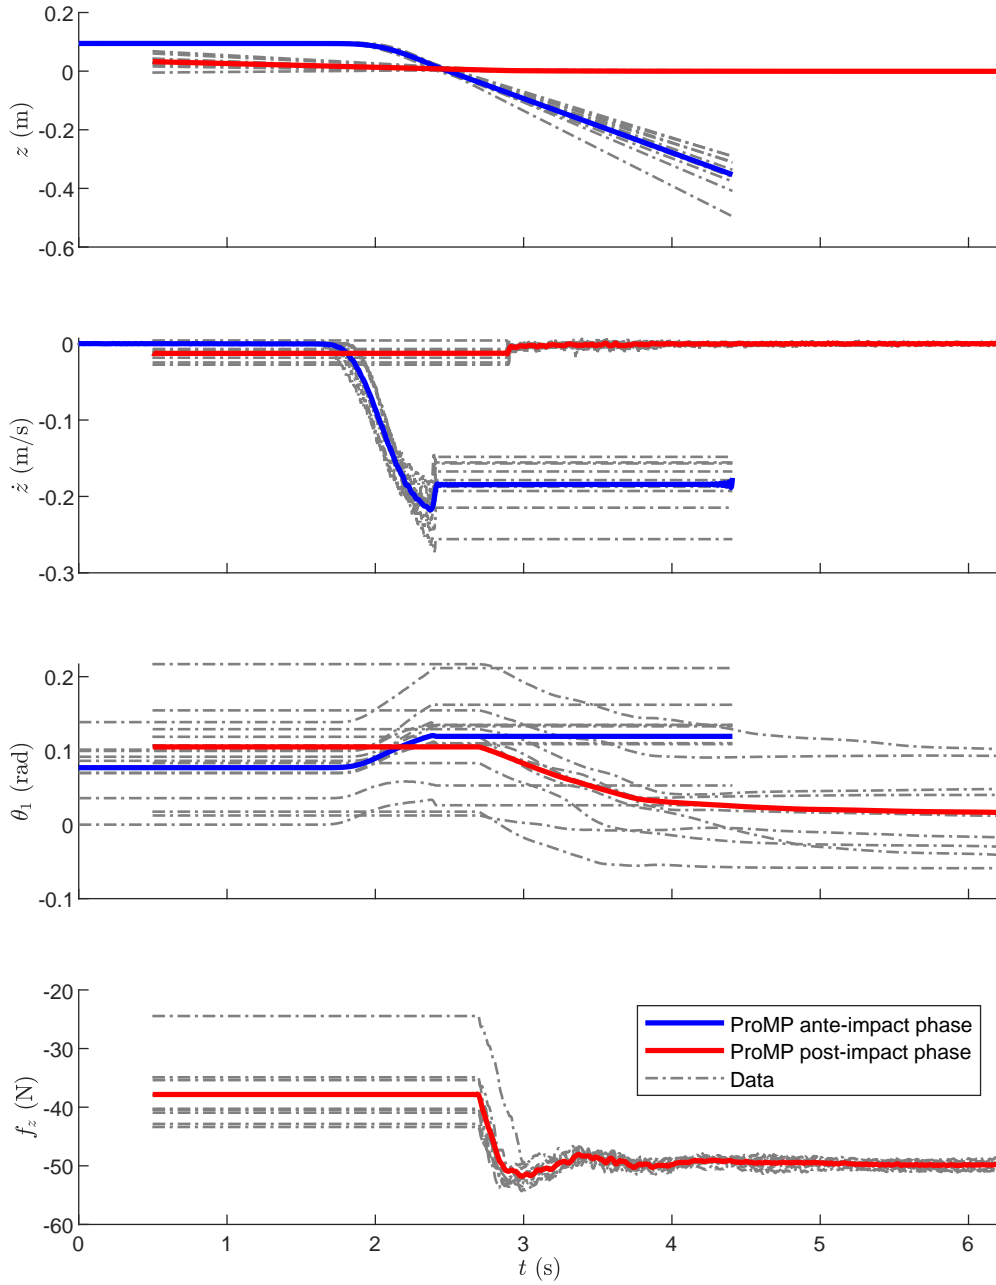 0.2
0
-0.2
-0.4
-0.6
z (m)
0
-0.1
-0.2
-0.3
ż (m/s)
0.2
0.1
0
-0.1
θ₁ (rad)
-20
-30
-40
-50
-60
f_z (N)
ProMP ante-impact phase
ProMP post-impact phase
Data
0 1 2 3 4 5 6
t (s)